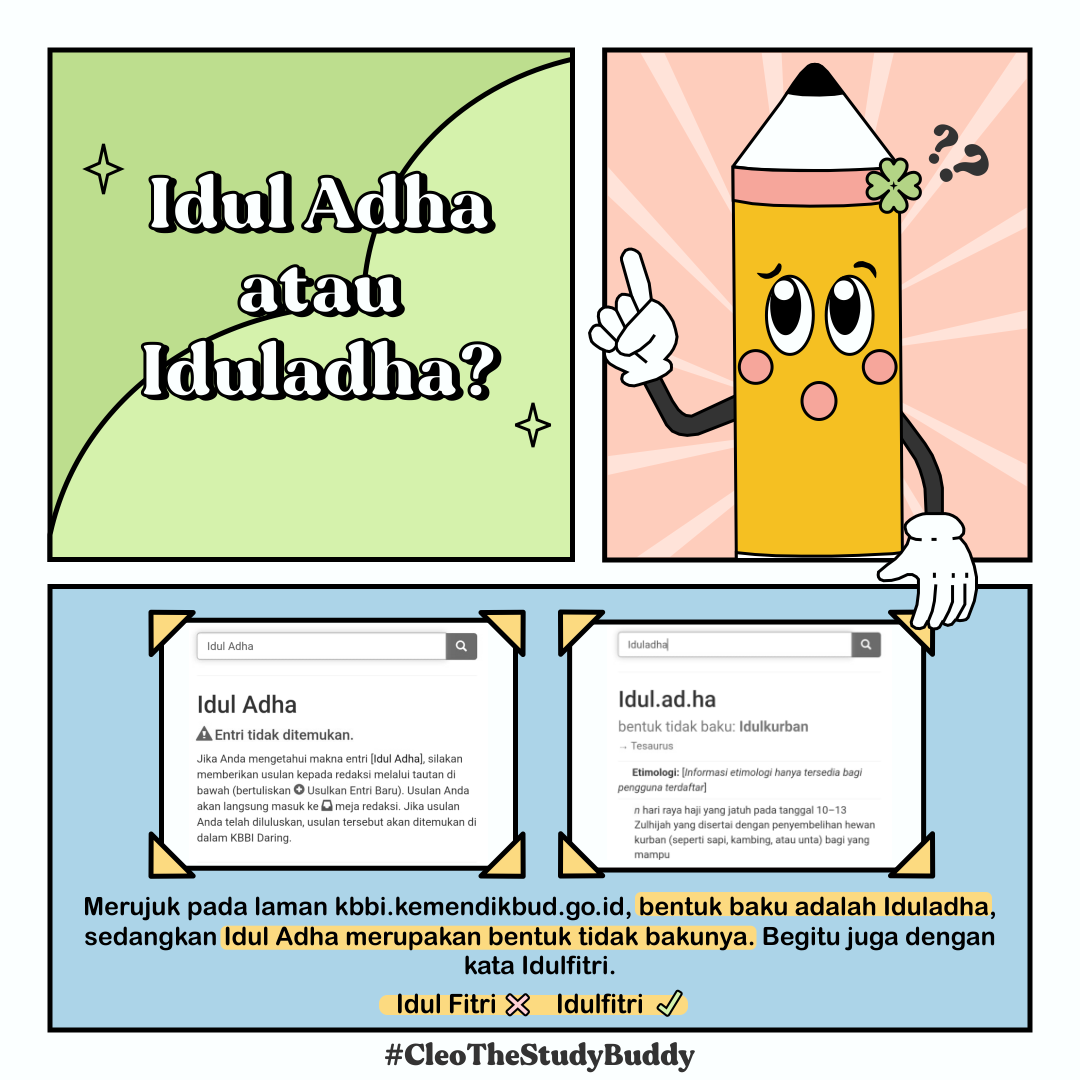 Idul Adha
atau
Iduladha?
??
Idul Adha
Idul Adha
Entri tidak ditemukan.
Jika Anda mengetahui makna entri [Idul Adha], silakan
memberikan usulan kepada redaksi melalui tautan di
bawah (bertuliskan Usulkan Entri Baru). Usulan Anda
akan langsung masuk ke meja redaksi. Jika usulan
Anda telah diluluskan, usulan tersebut akan ditemukan di
dalam KBBI Daring.
Iduladha
Idul.ad.ha
bentuk tidak baku: Idulkurban
→ Tesaurus
Etimologi: [Informasi etimologi hanya tersedia bagi
pengguna terdaftar]
n hari raya haji yang jatuh pada tanggal 10–13
Zulhijah yang disertai dengan penyembelihan hewan
kurban (seperti sapi, kambing, atau unta) bagi yang
mampu
Merujuk pada laman kbbi.kemendikbud.go.id, bentuk baku adalah Iduladha,
sedangkan Idul Adha merupakan bentuk tidak bakunya. Begitu juga dengan
kata Idulfitri.
Idul Fitri ❌ Idulfitri ✓
#CleoTheStudyBuddy